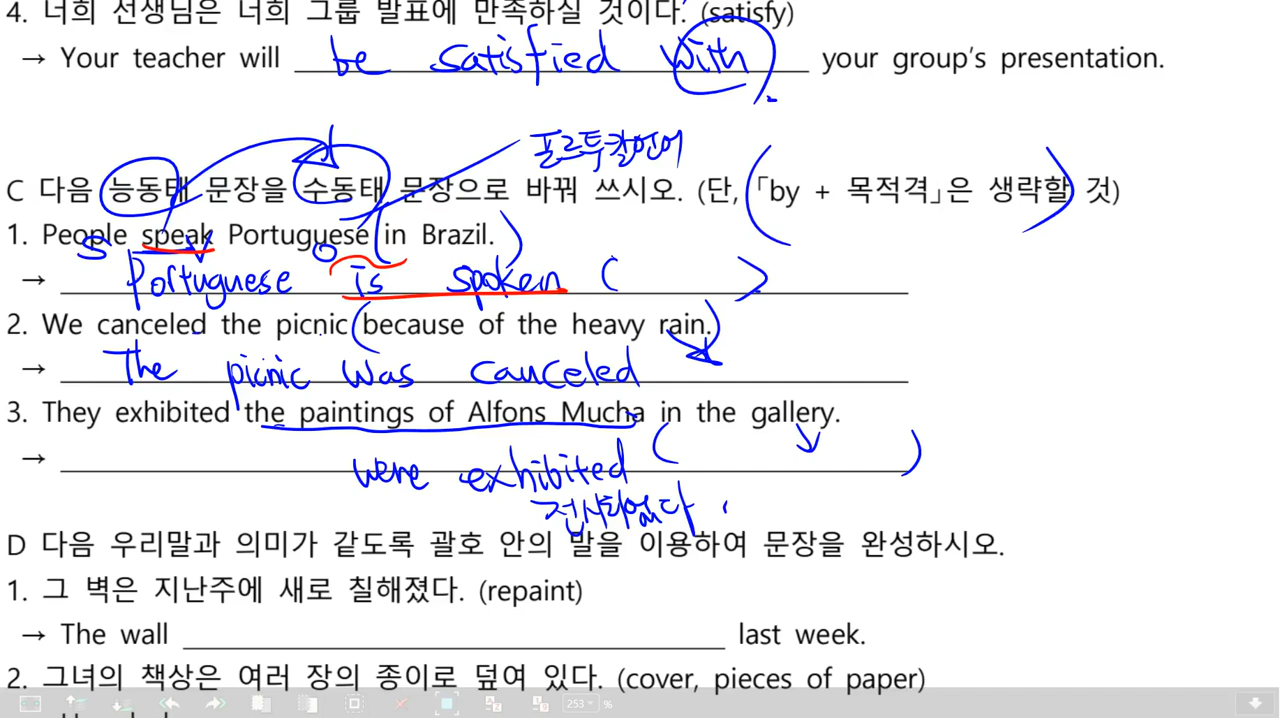 4. 너희 선생님은 너희 그룹 발표에 만족하실 것이다. (satisfy)
→ Your teacher will be satisfied with your group's presentation.
포르투칼언어
C 다음 능동태 문장을 수동태 문장으로 바꿔 쓰시오. (단, 「by + 목적격」은 생략할 것)
1. People speak Portuguese in Brazil.
S V O
→ Portuguese is spoken ( )
2. We canceled the picnic (because of the heavy rain.)
→ The picnic was canceled
3. They exhibited the paintings of Alfons Mucha in the gallery.
→ were exhibited ( )
전시되었다
D 다음 우리말과 의미가 같도록 괄호 안의 말을 이용하여 문장을 완성하시오.
1. 그 벽은 지난주에 새로 칠해졌다. (repaint)
→ The wall last week.
2. 그녀의 책상은 여러 장의 종이로 덮여 있다. (cover, pieces of paper)
253 %